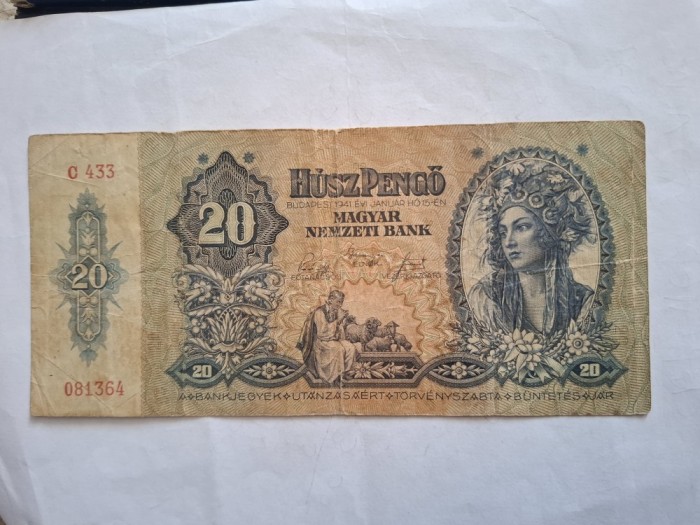 C 433
20
081364
20
HÚSZ PENGŐ
BUDAPEST, 1941. ÉVI JANUÁR HÓ 15-ÉN
MAGYAR
NEMZETI BANK
20
20
A • BANKJEGYEK • UTÁNZÁSÁÉRT • TÖRVÉNYSZABTA • BÜNTETÉS • JÁR